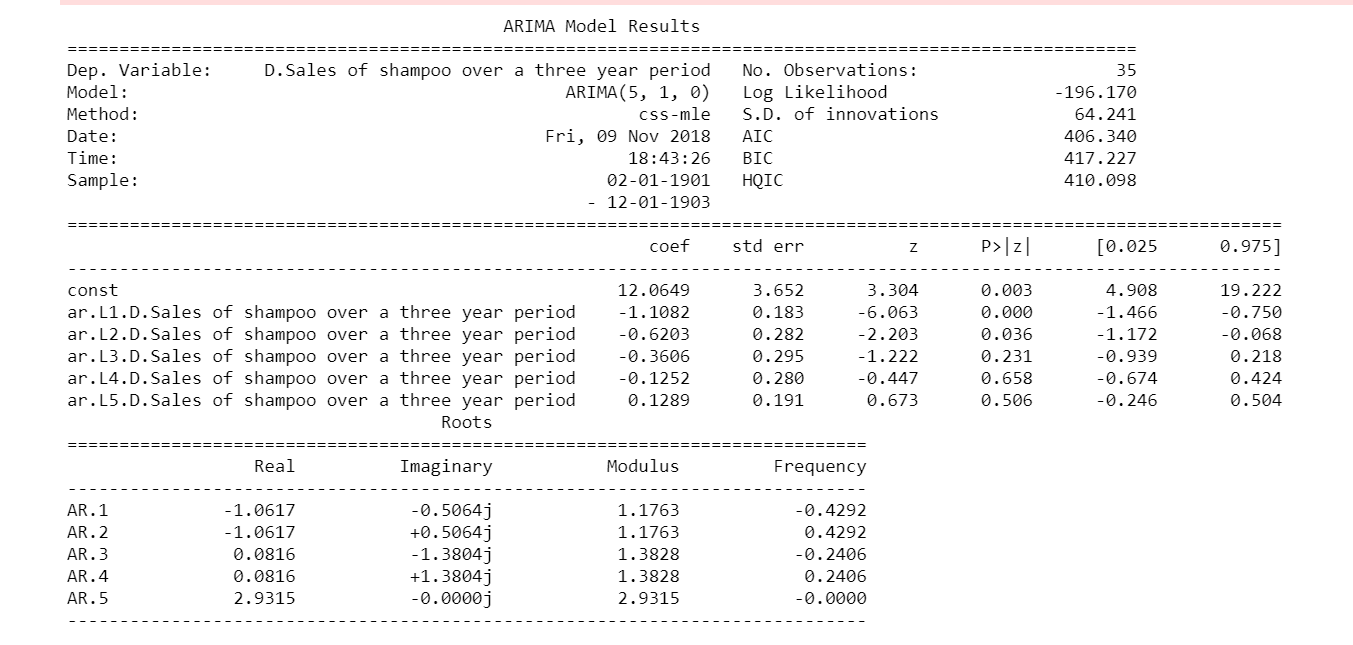 ARIMA Model Results
==============================================================================================
Dep. Variable: D.Sales of shampoo over a three year period No. Observations: 35
Model: ARIMA(5, 1, 0) Log Likelihood -196.170
Method: css-mle S.D. of innovations 64.241
Date: Fri, 09 Nov 2018 AIC 406.340
Time: 18:43:26 BIC 417.227
Sample: 02-01-1901 HQIC 410.098
- 12-01-1903
==============================================================================================
coef std err z P>|z| [0.025 0.975]
----------------------------------------------------------------------------------------------
const 12.0649 3.652 3.304 0.003 4.908 19.222
ar.L1.D.Sales of shampoo over a three year period -1.1082 0.183 -6.063 0.000 -1.466 -0.750
ar.L2.D.Sales of shampoo over a three year period -0.6203 0.282 -2.203 0.036 -1.172 -0.068
ar.L3.D.Sales of shampoo over a three year period -0.3606 0.295 -1.222 0.231 -0.939 0.218
ar.L4.D.Sales of shampoo over a three year period -0.1252 0.280 -0.447 0.658 -0.674 0.424
ar.L5.D.Sales of shampoo over a three year period 0.1289 0.191 0.673 0.506 -0.246 0.504
Roots
=============================================================================
Real Imaginary Modulus Frequency
-----------------------------------------------------------------------------
AR.1 -1.0617 -0.5064j 1.1763 -0.4292
AR.2 -1.0617 +0.5064j 1.1763 0.4292
AR.3 0.0816 -1.3804j 1.3828 -0.2406
AR.4 0.0816 +1.3804j 1.3828 0.2406
AR.5 2.9315 -0.0000j 2.9315 -0.0000
-----------------------------------------------------------------------------